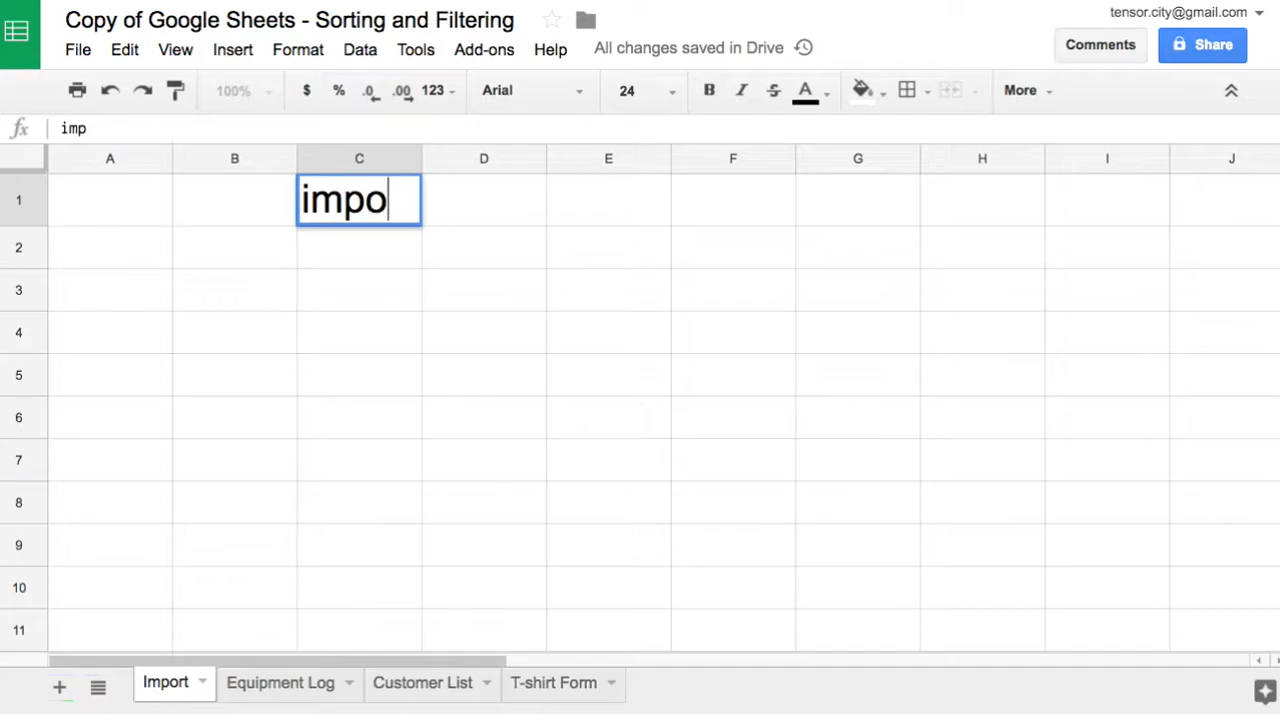 Copy of Google Sheets - Sorting and Filtering
tensor.city@gmail.com
File Edit View Insert Format Data Tools Add-ons Help All changes saved in Drive
Comments Share
100% $ % .0 .00 123 Arial 24 B I S A More
fx imp
A B C D E F G H I J
1 impo
2
3
4
5
6
7
8
9
10
11
Import Equipment Log Customer List T-shirt Form